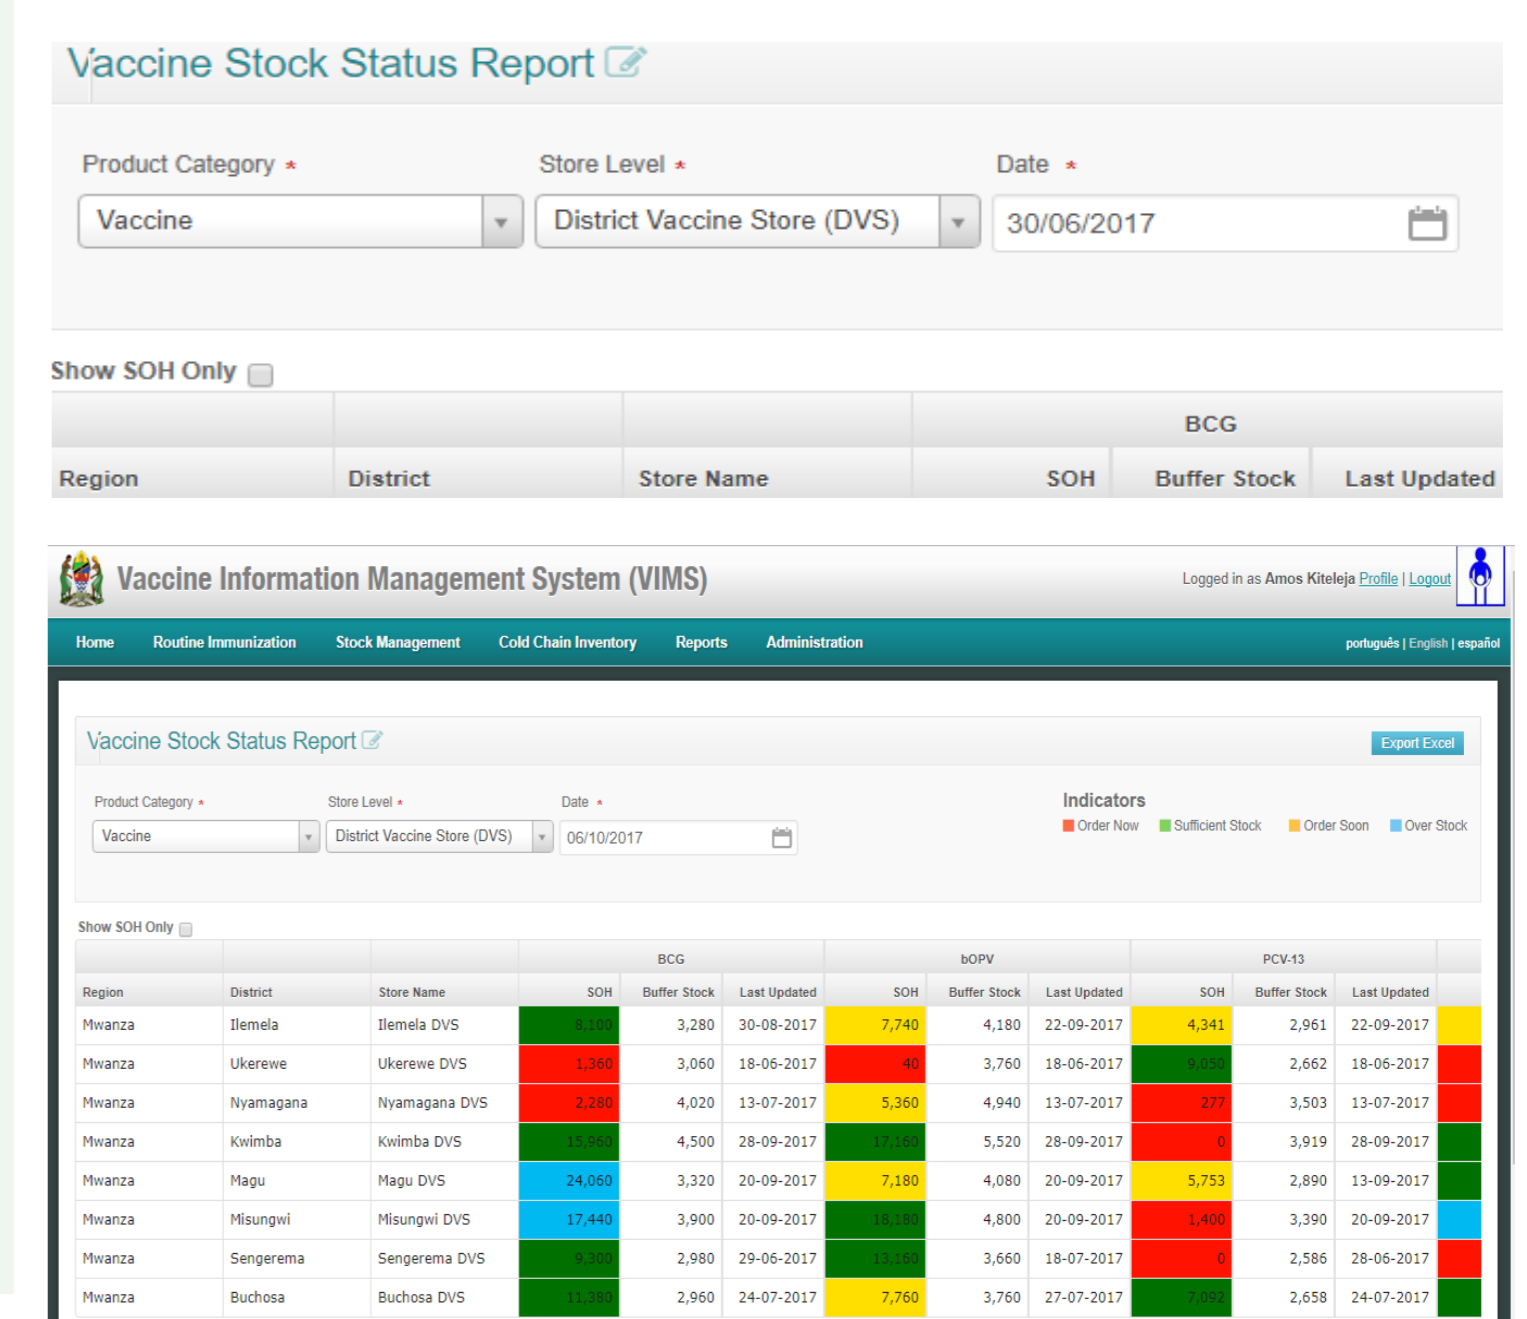 Vaccine Stock Status Report
Product Category * Store Level * Date *
Vaccine District Vaccine Store (DVS) 30/06/2017
Show SOH Only
BCG
Region District Store Name SOH Buffer Stock Last Updated
Vaccine Information Management System (VIMS) Logged in as Amos Kiteleja Profile | Logout
Home Routine Immunization Stock Management Cold Chain Inventory Reports Administration português | English | español
Vaccine Stock Status Report Export Excel
Product Category * Store Level * Date * Indicators
Order Now Sufficient Stock Order Soon Over Stock
Vaccine District Vaccine Store (DVS) 06/10/2017
Show SOH Only
BCG bOPV PCV-13
Region District Store Name SOH Buffer Stock Last Updated SOH Buffer Stock Last Updated SOH Buffer Stock Last Updated
Mwanza Ilemela Ilemela DVS 8,100 3,280 30-08-2017 7,740 4,180 22-09-2017 4,341 2,961 22-09-2017
Mwanza Ukerewe Ukerewe DVS 1,360 3,060 18-06-2017 40 3,760 18-06-2017 9,050 2,662 18-06-2017
Mwanza Nyamagana Nyamagana DVS 2,280 4,020 13-07-2017 5,360 4,940 13-07-2017 277 3,503 13-07-2017
Mwanza Kwimba Kwimba DVS 15,960 4,500 28-09-2017 17,160 5,520 28-09-2017 0 3,919 28-09-2017
Mwanza Magu Magu DVS 24,060 3,320 20-09-2017 7,180 4,080 20-09-2017 5,753 2,890 13-09-2017
Mwanza Misungwi Misungwi DVS 17,440 3,900 20-09-2017 18,180 4,800 20-09-2017 1,400 3,390 20-09-2017
Mwanza Sengerema Sengerema DVS 9,300 2,980 29-06-2017 13,160 3,660 18-07-2017 0 2,586 28-06-2017
Mwanza Buchosa Buchosa DVS 11,380 2,960 24-07-2017 7,760 3,760 27-07-2017 7,092 2,658 24-07-2017